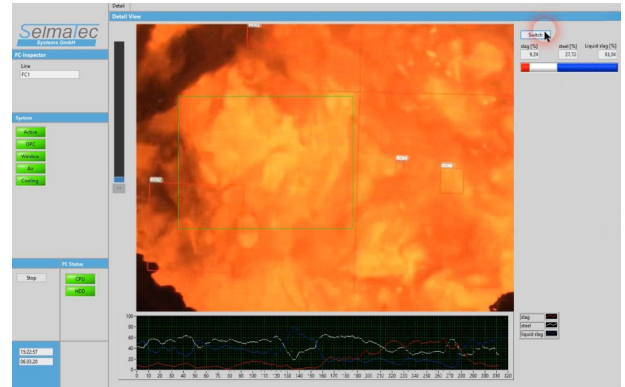 Detail
Detail View
Selmatec
Systems GmbH
FC-Inspector
Line
FC1
System
Active
OPC
Window
Air
Cooling
PC Status
Stop
CPU
HDD
15:22:57
06.03.20
Switch
slag [%]
steel [%]
Liquid slag [%]
9,24
27,72
63,04
100
80
60
40
20
0
0 10 20 30 40 50 60 70 80 90 100 110 120 130 140 150 160 170 180 190 200 210 220 230 240 250 260 270 280 290 300 310 320
slag
steel
liquid slag